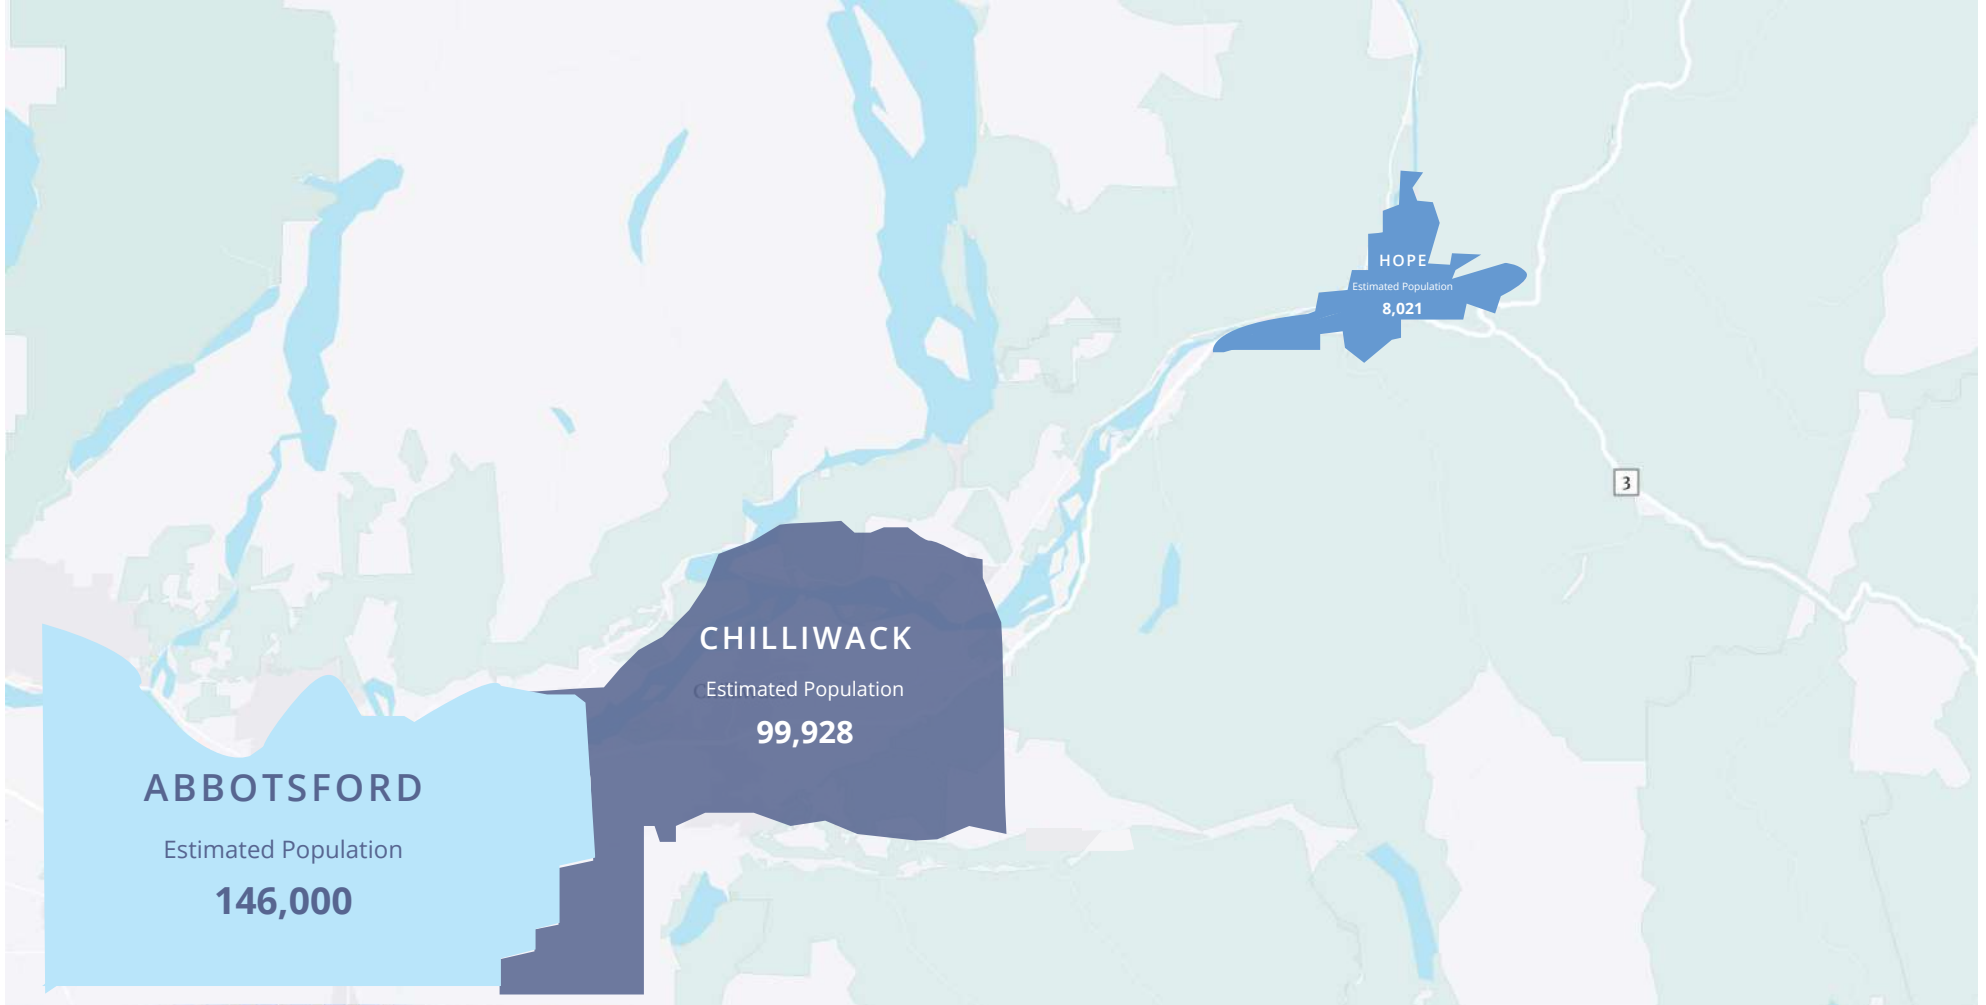 HOPE
Estimated Population
8,021
3
CHILLIWACK
Estimated Population
99,928
ABBOTSFORD
Estimated Population
146,000